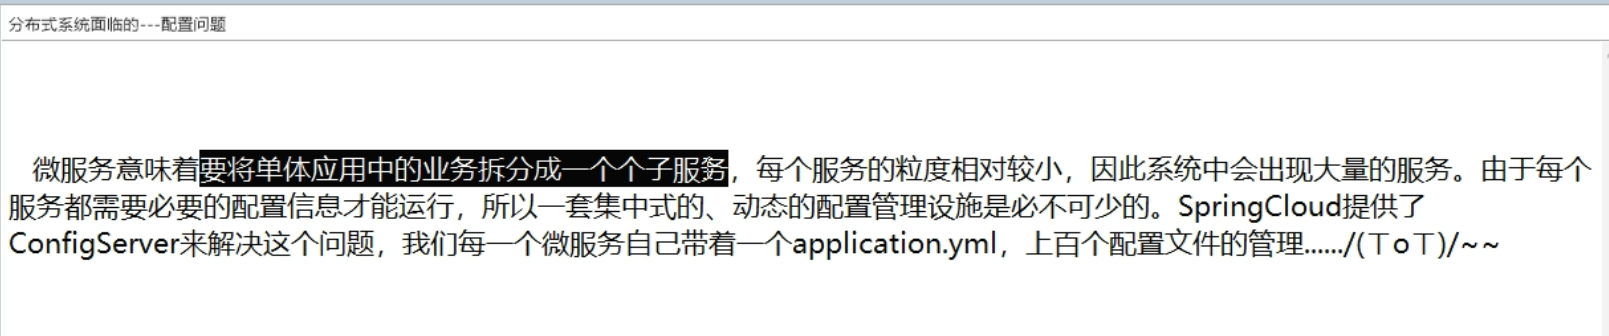 分布式系统面临的---配置问题
微服务意味着要将单体应用中的业务拆分成一个个子服务，每个服务的粒度相对较小，因此系统中会出现大量的服务。由于每个
服务都需要必要的配置信息才能运行，所以一套集中式的、动态的配置管理设施是必不可少的。SpringCloud提供了
ConfigServer来解决这个问题，我们每一个微服务自己带着一个application.yml，上百个配置文件的管理....../(ㄒoㄒ)/~~